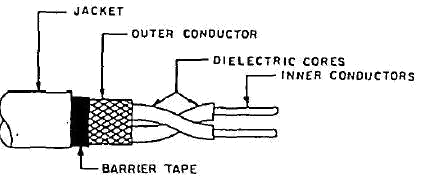 JACKET
OUTER CONDUCTOR
DIELECTRIC CORES
INNER CONDUCTORS
BARRIER TAPE